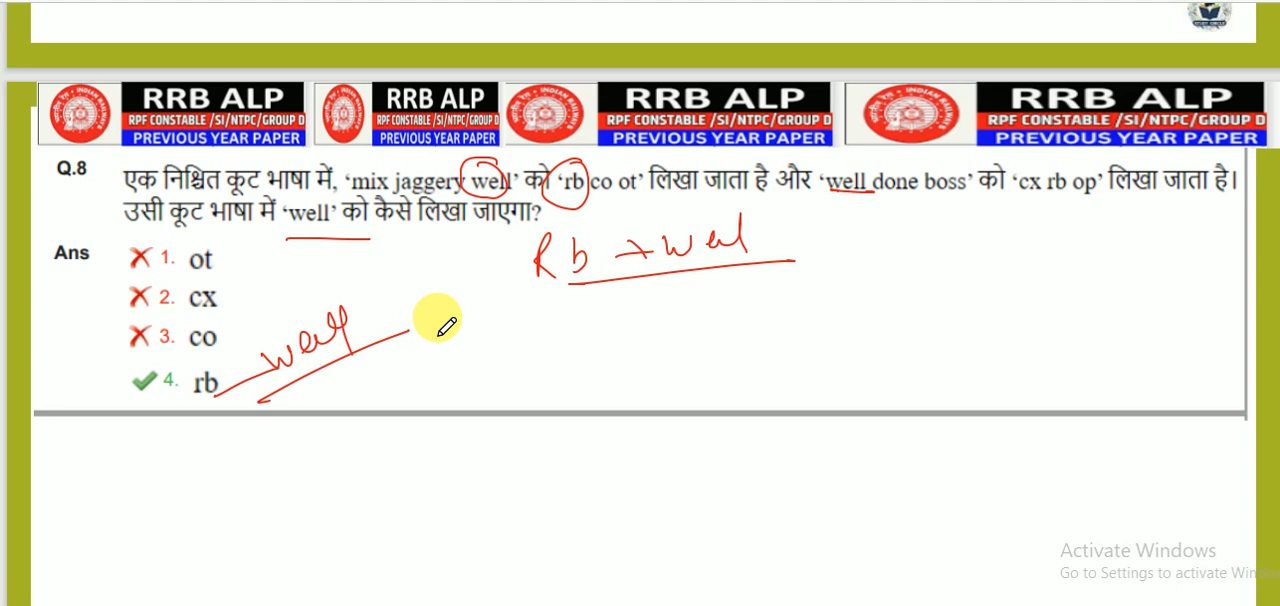 RRB ALP
RPF CONSTABLE /SI/NTPC/GROUP D
PREVIOUS YEAR PAPER
RRB ALP
RPF CONSTABLE /SI/NTPC/GROUP D
PREVIOUS YEAR PAPER
RRB ALP
RPF CONSTABLE /SI/NTPC/GROUP D
PREVIOUS YEAR PAPER
RRB ALP
RPF CONSTABLE /SI/NTPC/GROUP D
PREVIOUS YEAR PAPER
Q.8 एक निश्चित कूट भाषा में, ‘mix jaggery well’ को ‘rb co ot’ लिखा जाता है और ‘well done boss’ को ‘cx rb op’ लिखा जाता है।
उसी कूट भाषा में ‘well’ को कैसे लिखा जाएगा?
Rb → well
Ans 1. ot
2. cx
3. co
4. rb well
Activate Windows
Go to Settings to activate Win